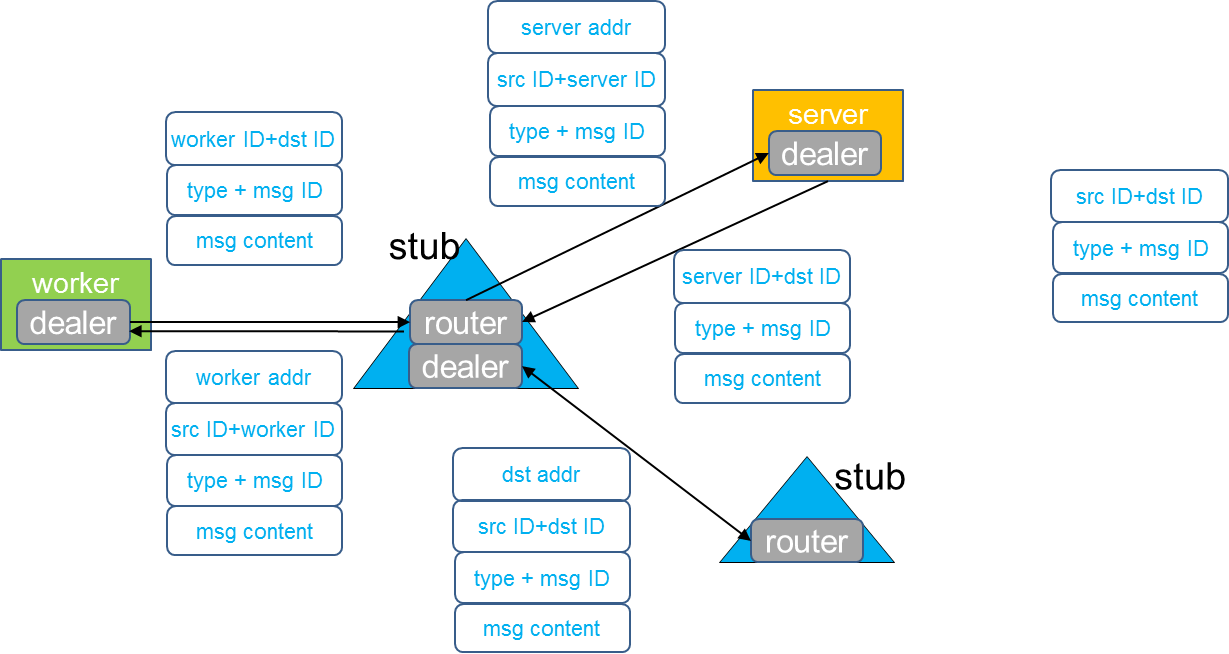 server addr
src ID+server ID
type + msg ID
msg content
server
dealer
worker ID+dst ID
type + msg ID
msg content
src ID+dst ID
type + msg ID
msg content
stub
worker
dealer
router
dealer
server ID+dst ID
type + msg ID
msg content
worker addr
src ID+worker ID
type + msg ID
msg content
dst addr
src ID+dst ID
type + msg ID
msg content
stub
router